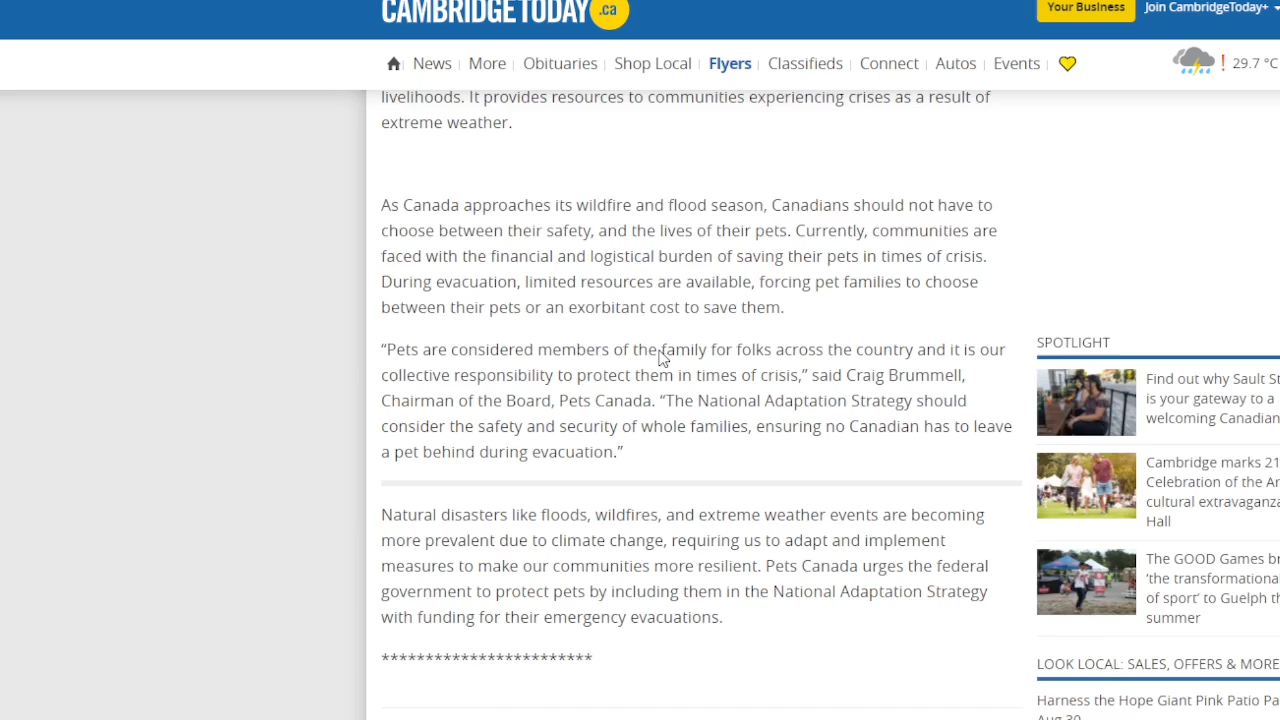 CAMBRIDGETODAY .ca
Your Business
Join CambridgeToday+
News
More
Obituaries
Shop Local
Flyers
Classifieds
Connect
Autos
Events
29.7 °C
livelihoods. It provides resources to communities experiencing crises as a result of
extreme weather.
As Canada approaches its wildfire and flood season, Canadians should not have to
choose between their safety, and the lives of their pets. Currently, communities are
faced with the financial and logistical burden of saving their pets in times of crisis.
During evacuation, limited resources are available, forcing pet families to choose
between their pets or an exorbitant cost to save them.
“Pets are considered members of the family for folks across the country and it is our
collective responsibility to protect them in times of crisis,” said Craig Brummell,
Chairman of the Board, Pets Canada. “The National Adaptation Strategy should
consider the safety and security of whole families, ensuring no Canadian has to leave
a pet behind during evacuation.”
Natural disasters like floods, wildfires, and extreme weather events are becoming
more prevalent due to climate change, requiring us to adapt and implement
measures to make our communities more resilient. Pets Canada urges the federal
government to protect pets by including them in the National Adaptation Strategy
with funding for their emergency evacuations.
************************
SPOTLIGHT
Find out why Sault St
is your gateway to a
welcoming Canadian
Cambridge marks 21
Celebration of the Ar
cultural extravaganza
Hall
The GOOD Games br
‘the transformational
of sport’ to Guelph th
summer
LOOK LOCAL: SALES, OFFERS & MORE
Harness the Hope Giant Pink Patio Pa
Aug 30